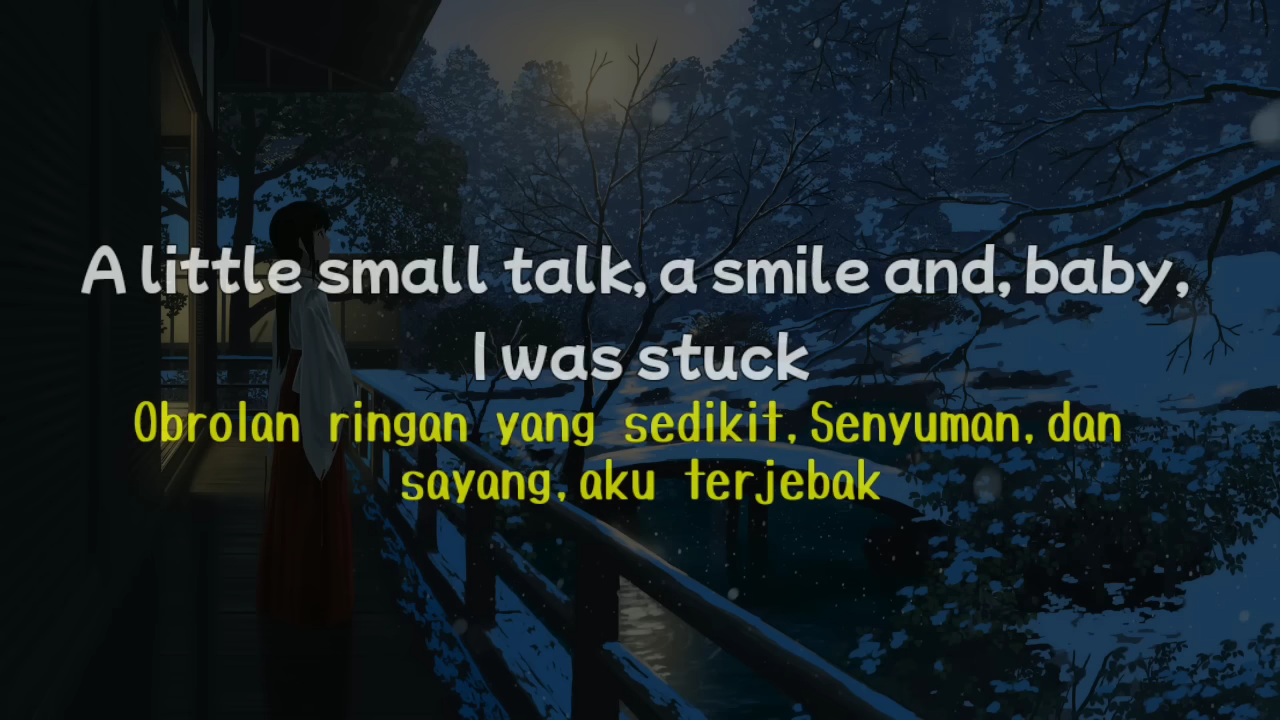 A little small talk, a smile and, baby,
I was stuck
Obrolan ringan yang sedikit, Senyuman, dan
sayang, aku terjebak